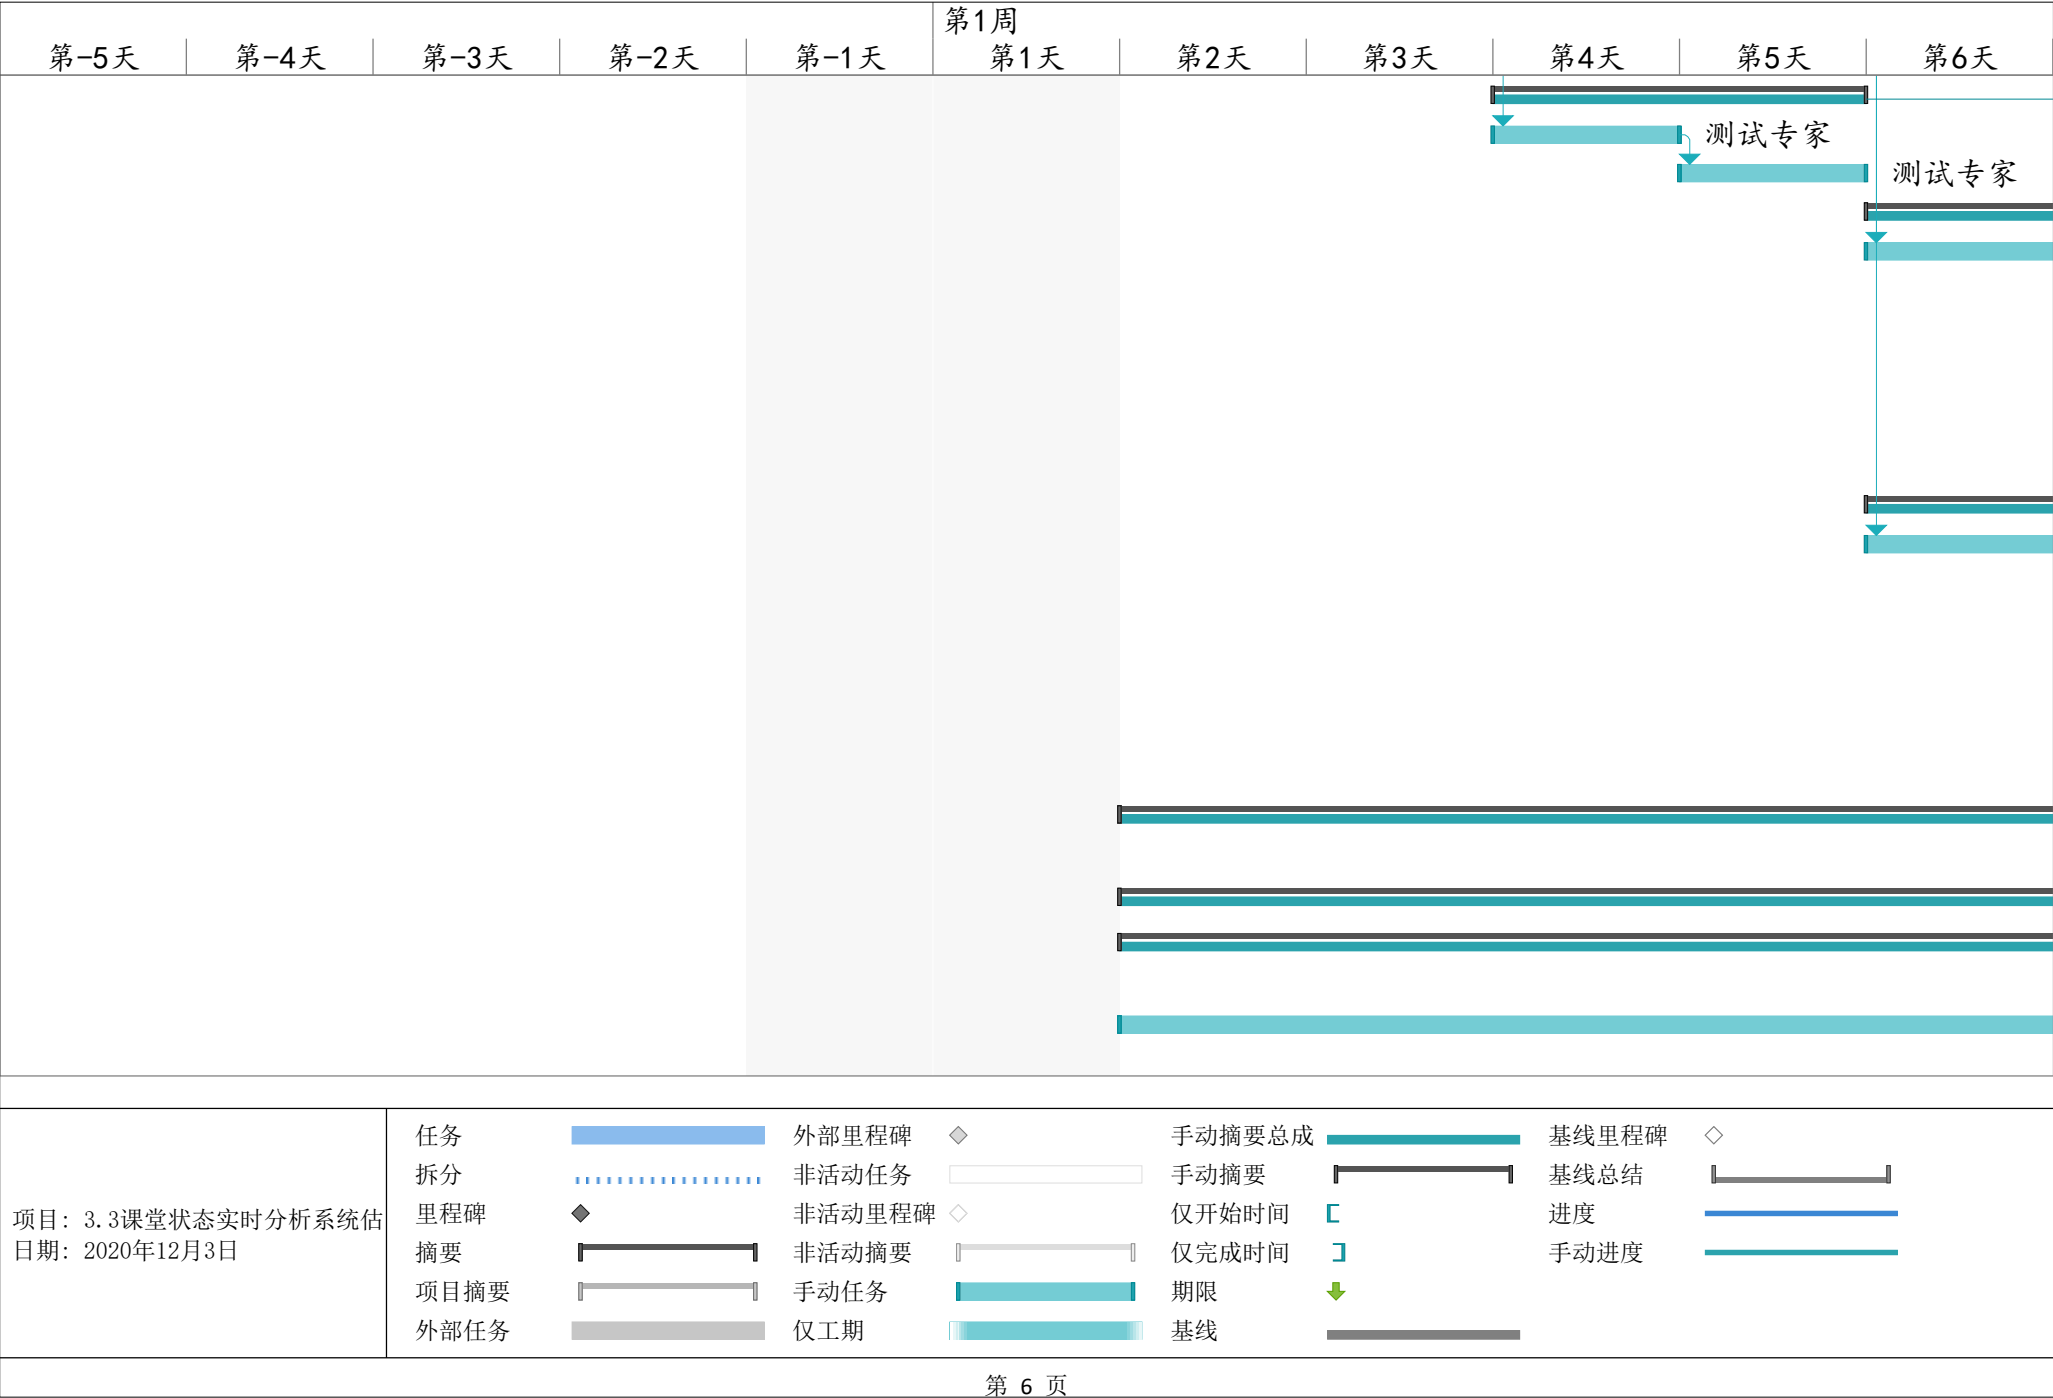 第1周
第-5天 第-4天 第-3天 第-2天 第-1天 第1天 第2天 第3天 第4天 第5天 第6天
测试专家
测试专家
项目: 3.3课堂状态实时分析系统估
日期: 2020年12月3日
任务
拆分
里程碑
摘要
项目摘要
外部任务
外部里程碑
非活动任务
非活动里程碑
非活动摘要
手动任务
仅工期
手动摘要总成
手动摘要
仅开始时间
仅完成时间
期限
基线
基线里程碑
基线总结
进度
手动进度
第 6 页